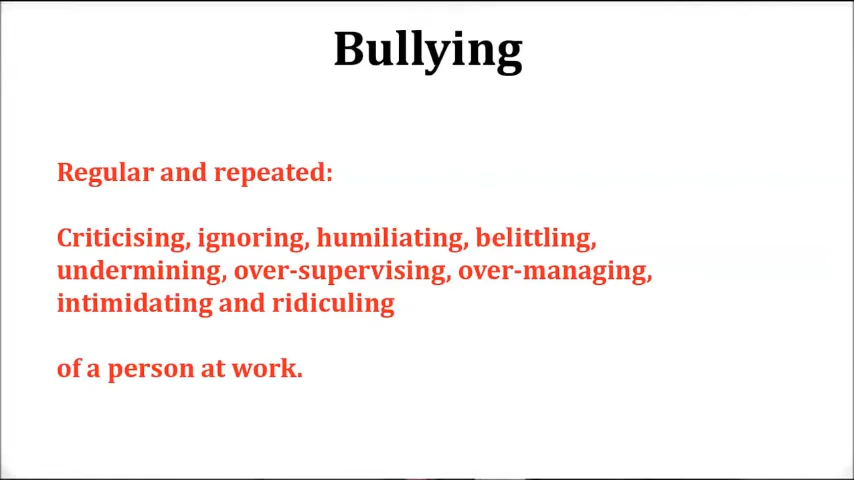 Bullying
Regular and repeated:
Criticising, ignoring, humiliating, belittling,
undermining, over-supervising, over-managing,
intimidating and ridiculing
of a person at work.